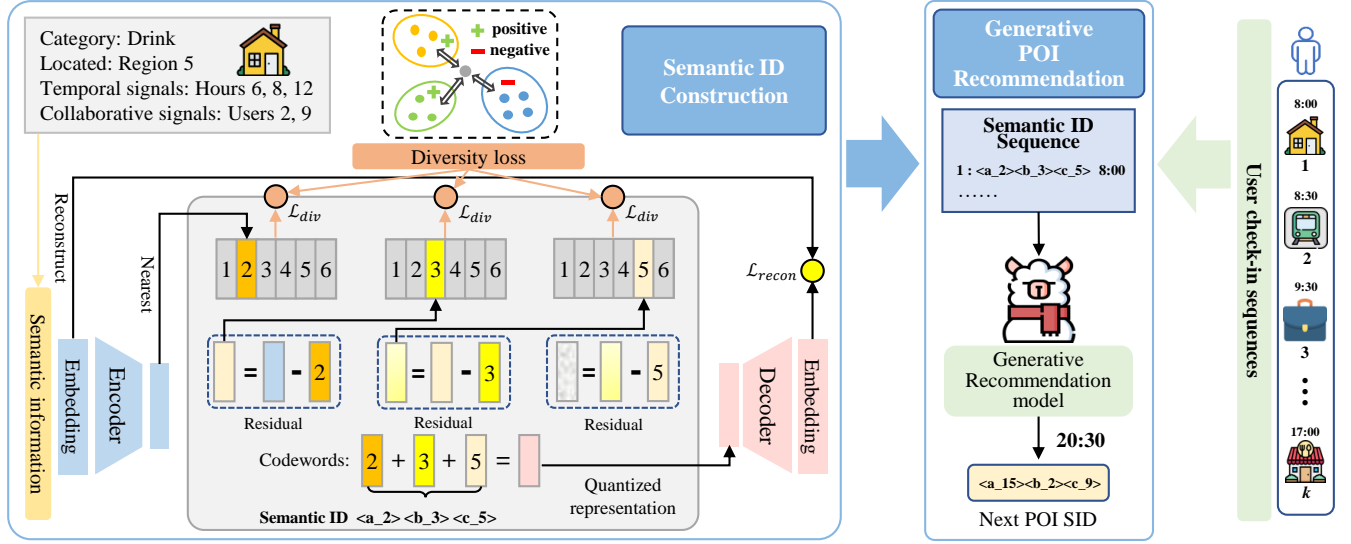 Category: Drink
Located: Region 5
Temporal signals: Hours 6, 8, 12
Collaborative signals: Users 2, 9
+ positive
- negative
Semantic ID
Construction
Diversity loss
Reconstruct
Nearest
ℒdiv
ℒdiv
ℒdiv
1 2 3 4 5 6
1 2 3 4 5 6
1 2 3 4 5 6
ℒrecon
Semantic information
Embedding
Encoder
= - 2
= - 3
= - 5
Residual
Residual
Residual
Codewords: 2 + 3 + 5 =
Quantized
representation
Semantic ID <a_2><b_3><c_5>
Decoder
Embedding
Generative
POI
Recommendation
Semantic ID
Sequence
1 : <a_2><b_3><c_5> 8:00
......
Generative
Recommendation
model
20:30
<a_15><b_2><c_9>
Next POI SID
User check-in sequences
8:00
1
8:30
2
9:30
3
17:00
k